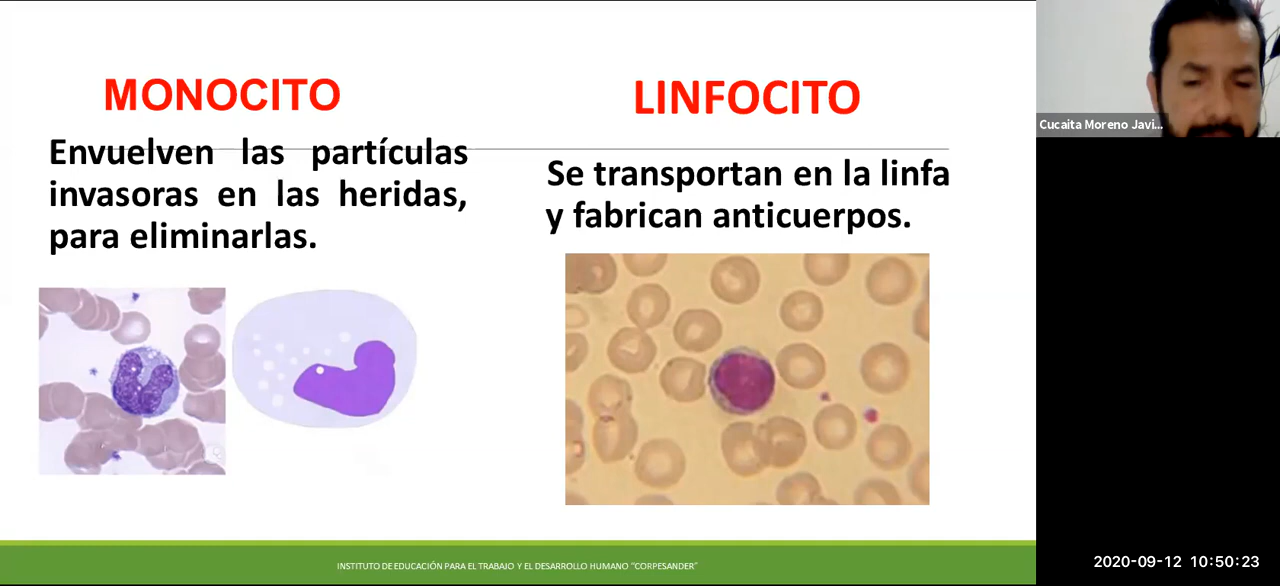 MONOCITO
Envuelven las partículas
invasoras en las heridas,
para eliminarlas.
LINFOCITO
Se transportan en la linfa
y fabrican anticuerpos.
Cucaita Moreno Javi...
INSTITUTO DE EDUCACIÓN PARA EL TRABAJO Y EL DESARROLLO HUMANO "CORPESANDER"
2020-09-12 10:50:23